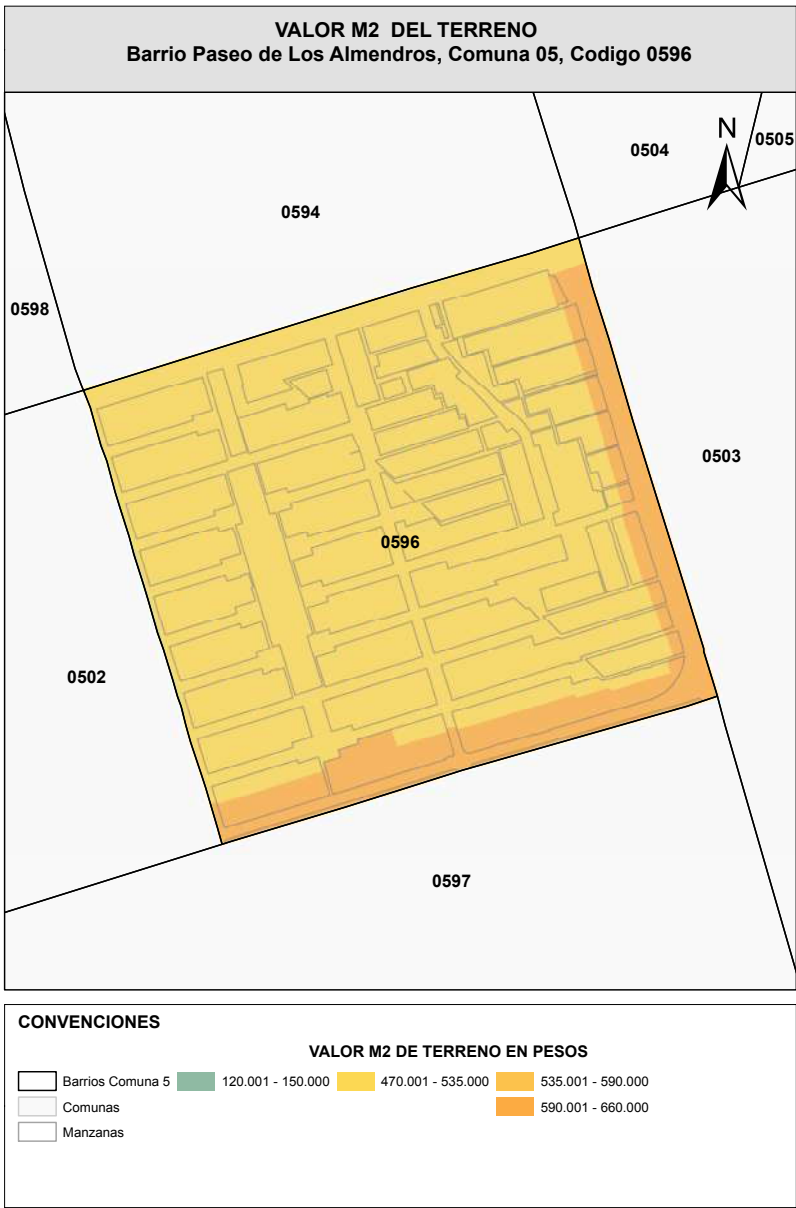 VALOR M2 DEL TERRENO
Barrio Paseo de Los Almendros, Comuna 05, Codigo 0596
N
0504
0505
0594
0598
0503
0596
0502
0597
CONVENCIONES
VALOR M2 DE TERRENO EN PESOS
Barrios Comuna 5
120.001 - 150.000
470.001 - 535.000
535.001 - 590.000
Comunas
590.001 - 660.000
Manzanas